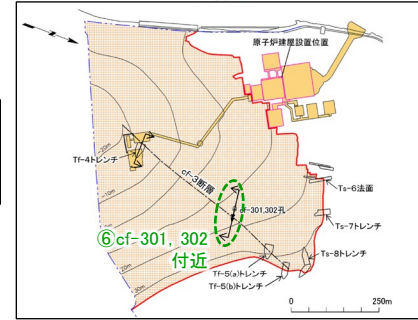 原子炉建屋設置位置
-20m
Tf-4トレンチ
cf-3断層
Ts-6法面
cf-301,302孔
⑥cf-301, 302
付近
Ts-7トレンチ
Ts-8トレンチ
Tf-5(a)トレンチ
Tf-5(b)トレンチ
0 250m